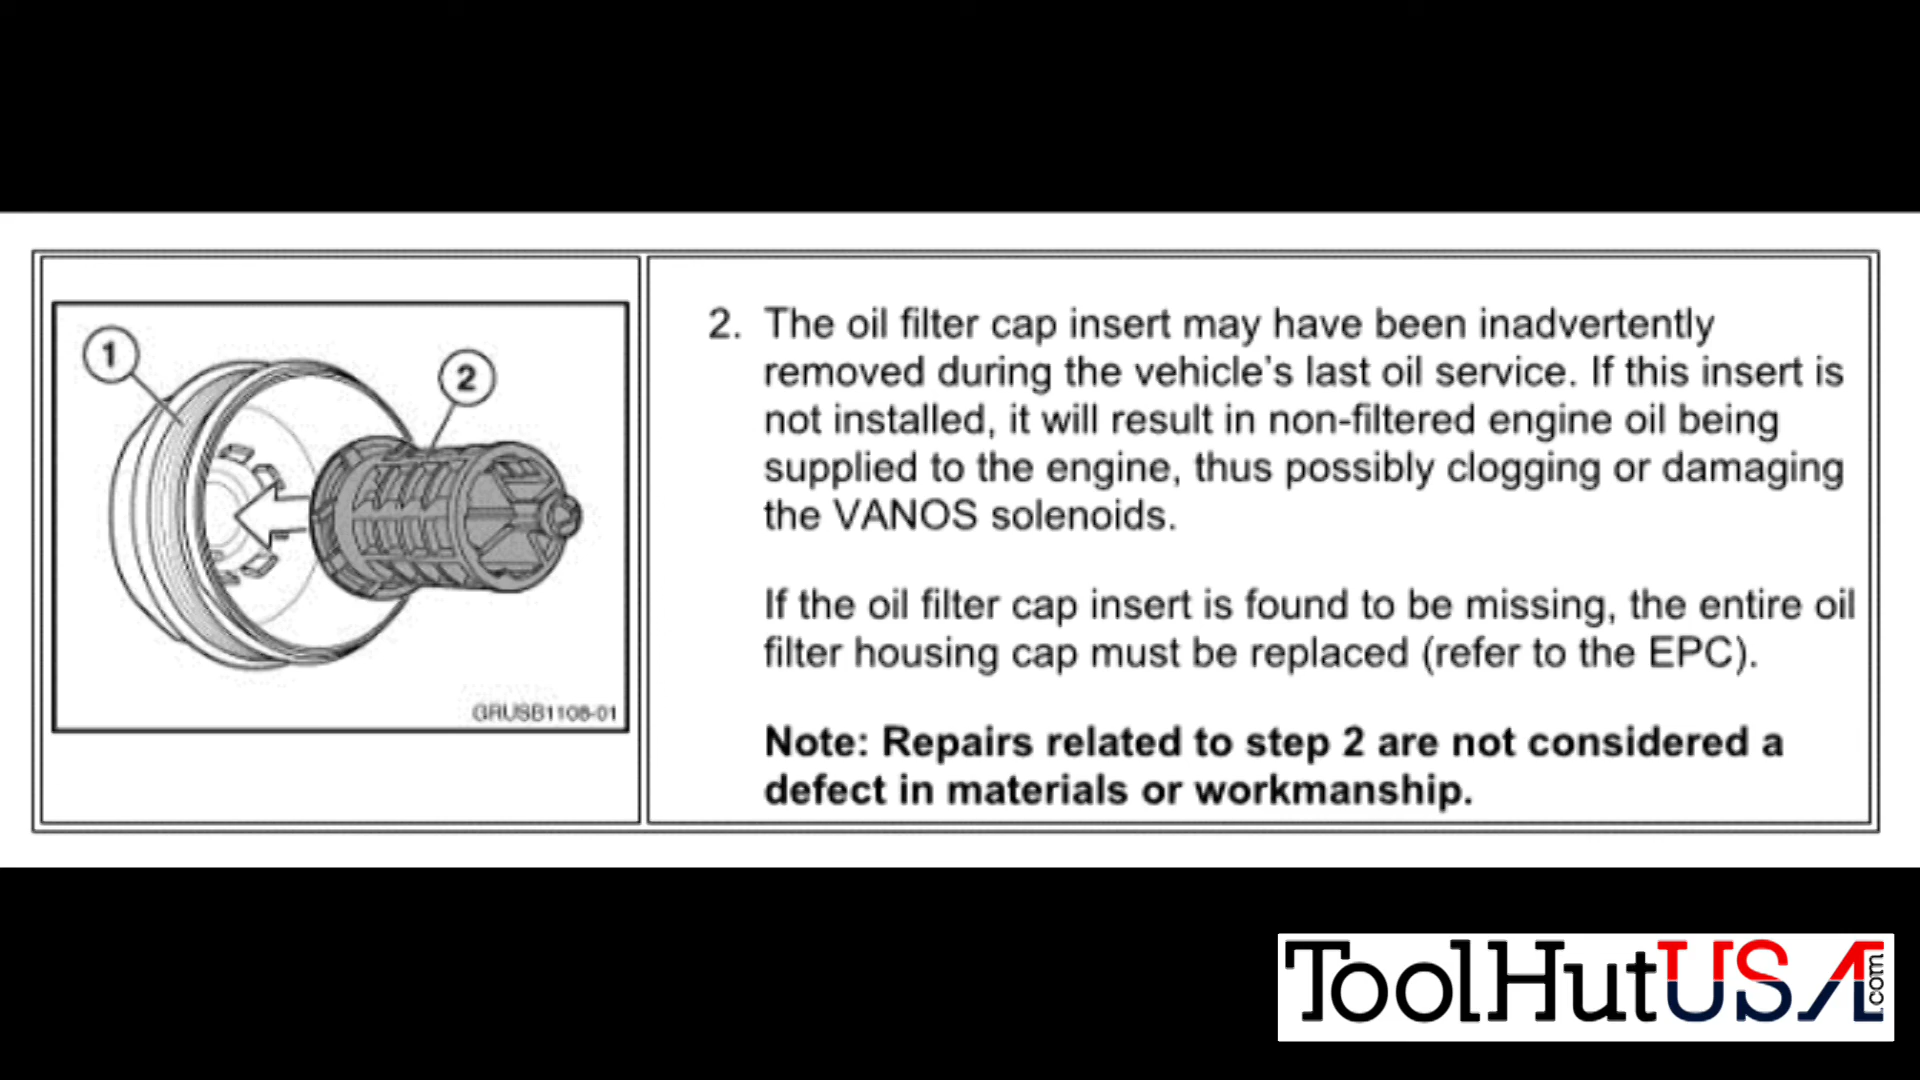 1
2
GRUSB1108-01
2. The oil filter cap insert may have been inadvertently
removed during the vehicle's last oil service. If this insert is
not installed, it will result in non-filtered engine oil being
supplied to the engine, thus possibly clogging or damaging
the VANOS solenoids.
If the oil filter cap insert is found to be missing, the entire oil
filter housing cap must be replaced (refer to the EPC).
Note: Repairs related to step 2 are not considered a
defect in materials or workmanship.
ToolHutUSA.com